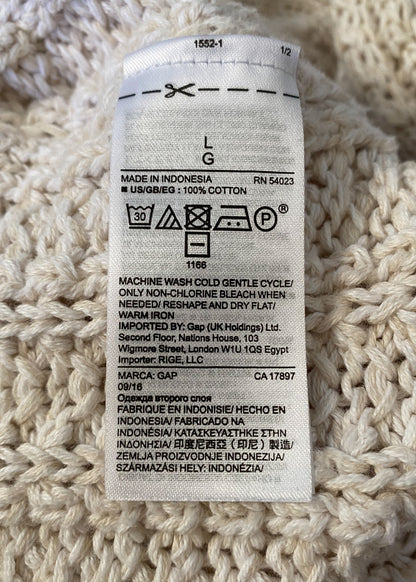 1552-1 1/2
L
G
MADE IN INDONESIA RN 54023
■ US/GB/EG : 100% COTTON
30 P ®
1166
MACHINE WASH COLD GENTLE CYCLE/
ONLY NON-CHLORINE BLEACH WHEN
NEEDED/ RESHAPE AND DRY FLAT/
WARM IRON
IMPORTED BY: Gap (UK Holdings) Ltd.
Second Floor, Nations House, 103
Wigmore Street, London W1U 1QS Egypt
Importer: RIGE, LLC
MARCA: GAP CA 17897
09/16
Одежда второго слоя
FABRIQUE EN INDONISIE/ HECHO EN
INDONESIA/ FABRICADO NA
INDONÉSIA/ ΚΑΤΑΣΚΕΥΑΣΤΗΚΕ ΣΤΗΝ
ΙΝΔΟΝΗΣΙΑ/ 印度尼西亞 (印尼) 製造/
ZEMLJA PROIZVODNJE INDONEZIJA/
SZÁRMAZÁSI HELY: INDONÉZIA/